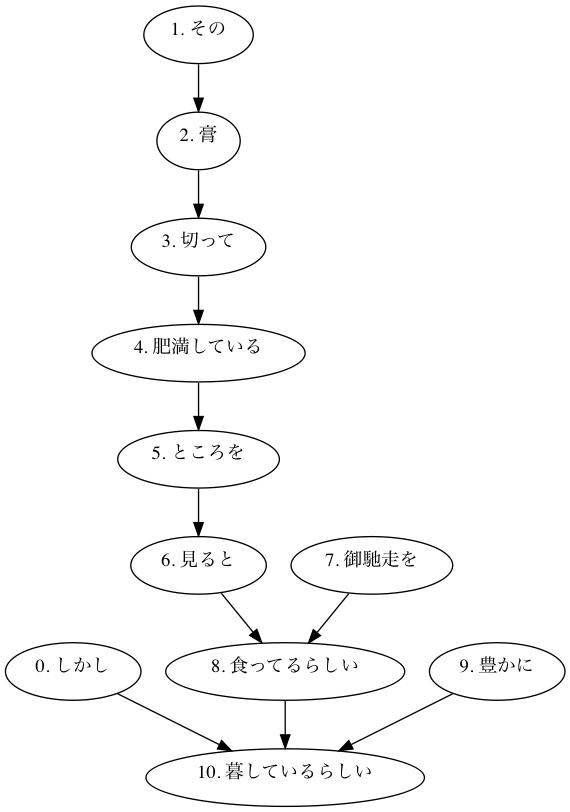 1. その
2. 膏
3. 切って
4. 肥満している
5. ところを
6. 見ると
7. 御馳走を
0. しかし
8. 食ってるらしい
9. 豊かに
10. 暮しているらしい